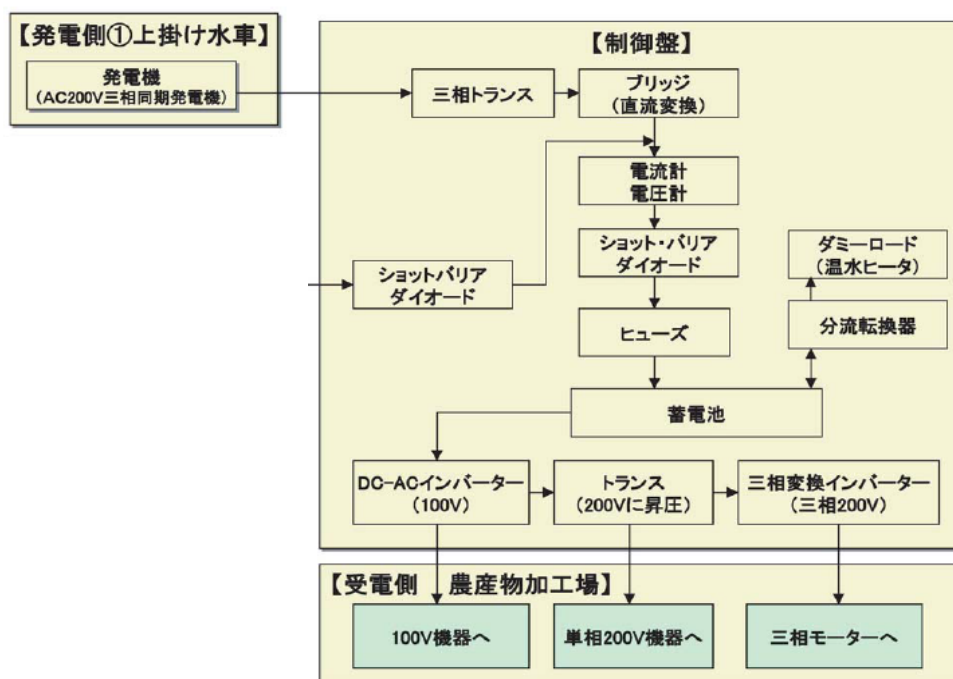 【発電側①上掛け水車】
発電機
(AC200V三相同期発電機)
【制御盤】
三相トランス
ブリッジ
(直流変換)
電流計
電圧計
ショット・バリア
ダイオード
ダミーロード
(温水ヒータ)
ショットバリア
ダイオード
ヒューズ
分流転換器
蓄電池
DC-ACインバーター
(100V)
トランス
(200Vに昇圧)
三相変換インバーター
(三相200V)
【受電側 農産物加工場】
100V機器へ
単相200V機器へ
三相モーターへ